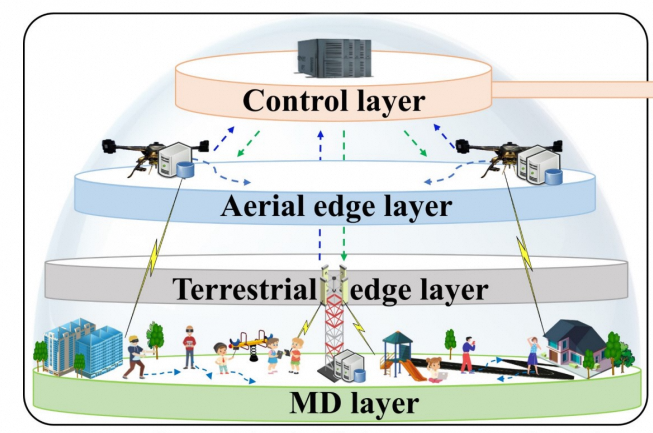 Control layer
Aerial edge layer
Terrestrial edge layer
MD layer